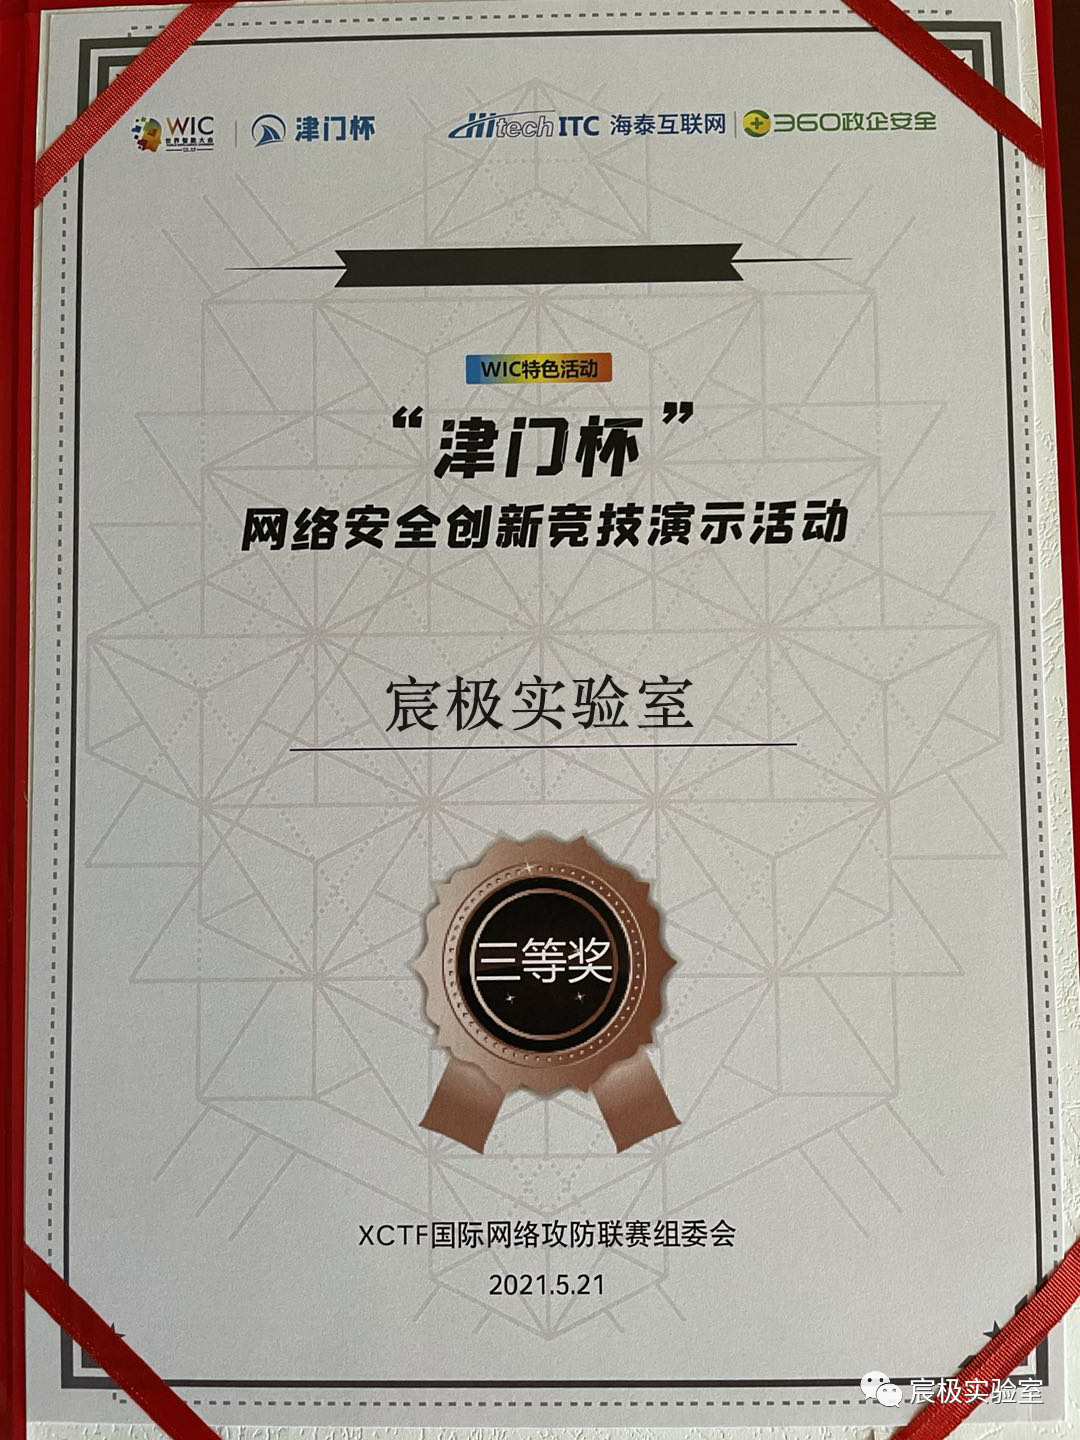 WIC
世界智能大会
津门杯
Hitech ITC 海泰互联网
360政企安全
WIC特色活动
“津门杯”
网络安全创新竞技演示活动
宸极实验室
三等奖
XCTF国际网络攻防联赛组委会
2021.5.21
宸极实验室